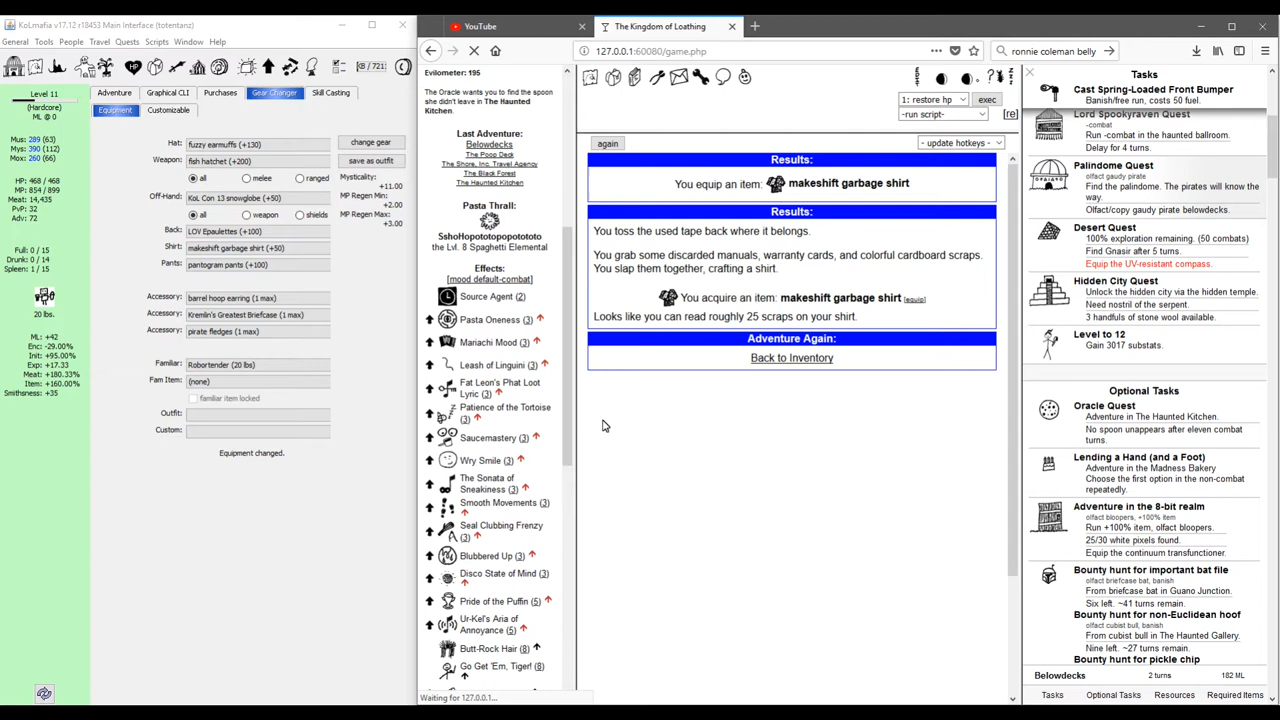 KoLmafia v17.12 r18453 Main Interface (totentanz)
General Tools People Travel Quests Scripts Window Help
KB / 721
Level 11
(Hardcore)
ML @ 0
Mus: 289 (63)
Mys: 390 (112)
Mox: 260 (66)
HP: 468 / 468
MP: 854 / 899
Meat: 14,435
PvP: 32
Adv: 72
Full: 0 / 15
Drunk: 0 / 14
Spleen: 1 / 15
20 lbs.
ML: +42
Enc: -29.00%
Init: +95.00%
Exp: +17.33
Meat: +180.33%
Item: +160.00%
Smithsness: +35
Adventure Graphical CLI Purchases Gear Changer Skill Casting
Equipment Customizable
Hat: fuzzy earmuffs (+130)
Weapon: fish hatchet (+200)
all melee ranged
Off-Hand: KoL Con 13 snowglobe (+50)
all weapon shields
Back: LOV Epaulettes (+100)
Shirt: makeshift garbage shirt (+50)
Pants: pantogram pants (+100)
Accessory: barrel hoop earring (1 max)
Accessory: Kremlin's Greatest Briefcase (1 max)
Accessory: pirate fledges (1 max)
Familiar: Robortender (20 lbs)
Fam Item: (none)
familiar item locked
Outfit:
Custom:
Equipment changed.
change gear
save as outfit
Mysticality:
+11.00
MP Regen Min:
+2.00
MP Regen Max:
+3.00
YouTube
The Kingdom of Loathing
127.0.0.1:60080/game.php
ronnie coleman belly
Evilometer: 195
The Oracle wants you to find the spoon
she didn't leave in The Haunted
Kitchen.
Last Adventure:
Belowdecks
The Poop Deck
The Shore, Inc. Travel Agency
The Black Forest
The Haunted Kitchen
Pasta Thrall:
SshoHopotopopototo
the Lvl. 8 Spaghetti Elemental
Effects:
[mood default-combat]
Source Agent (2)
Pasta Oneness (3)
Mariachi Mood (3)
Leash of Linguini (3)
Fat Leon's Phat Loot
Lyric (3)
Patience of the Tortoise
(3)
Saucemastery (3)
Wry Smile (3)
The Sonata of
Sneakiness (3)
Smooth Movements (3)
Seal Clubbing Frenzy
(3)
Blubbered Up (3)
Disco State of Mind (3)
Pride of the Puffin (5)
Ur-Kel's Aria of
Annoyance (5)
Butt-Rock Hair (8)
Go Get 'Em, Tiger! (8)
Waiting for 127.0.0.1...
1: restore hp
exec
-run script-
[re]
again
- update hotkeys -
Results:
You equip an item: makeshift garbage shirt
Results:
You toss the used tape back where it belongs.
You grab some discarded manuals, warranty cards, and colorful cardboard scraps.
You slap them together, crafting a shirt.
You acquire an item: makeshift garbage shirt [equip]
Looks like you can read roughly 25 scraps on your shirt.
Adventure Again:
Back to Inventory
Tasks
Cast Spring-Loaded Front Bumper
Banish/free run, costs 50 fuel.
Lord Spookyraven Quest
-combat
Run -combat in the haunted ballroom.
Delay for 4 turns.
Palindome Quest
olfact gaudy pirate
Find the palindome. The pirates will know the
way.
Olfact/copy gaudy pirate belowdecks.
Desert Quest
100% exploration remaining. (50 combats)
Find Gnasir after 5 turns.
Equip the UV-resistant compass.
Hidden City Quest
Unlock the hidden city via the hidden temple.
Need nostril of the serpent.
3 handfuls of stone wool available.
Level to 12
Gain 3017 substats.
Optional Tasks
Oracle Quest
Adventure in The Haunted Kitchen.
No spoon unappears after eleven combat
turns.
Lending a Hand (and a Foot)
Adventure in the Madness Bakery
Choose the first option in the non-combat
repeatedly.
Adventure in the 8-bit realm
olfact bloopers, +100% item
Run +100% item, olfact bloopers.
25/30 white pixels found.
Equip the continuum transfunctioner.
Bounty hunt for important bat file
olfact briefcase bat, banish
From briefcase bat in Guano Junction.
Six left. ~41 turns remain.
Bounty hunt for non-Euclidean hoof
olfact cubist bull, banish
From cubist bull in The Haunted Gallery.
Nine left. ~27 turns remain.
Bounty hunt for pickle chip
Belowdecks 2 turns 182 ML
Tasks Optional Tasks Resources Required Items